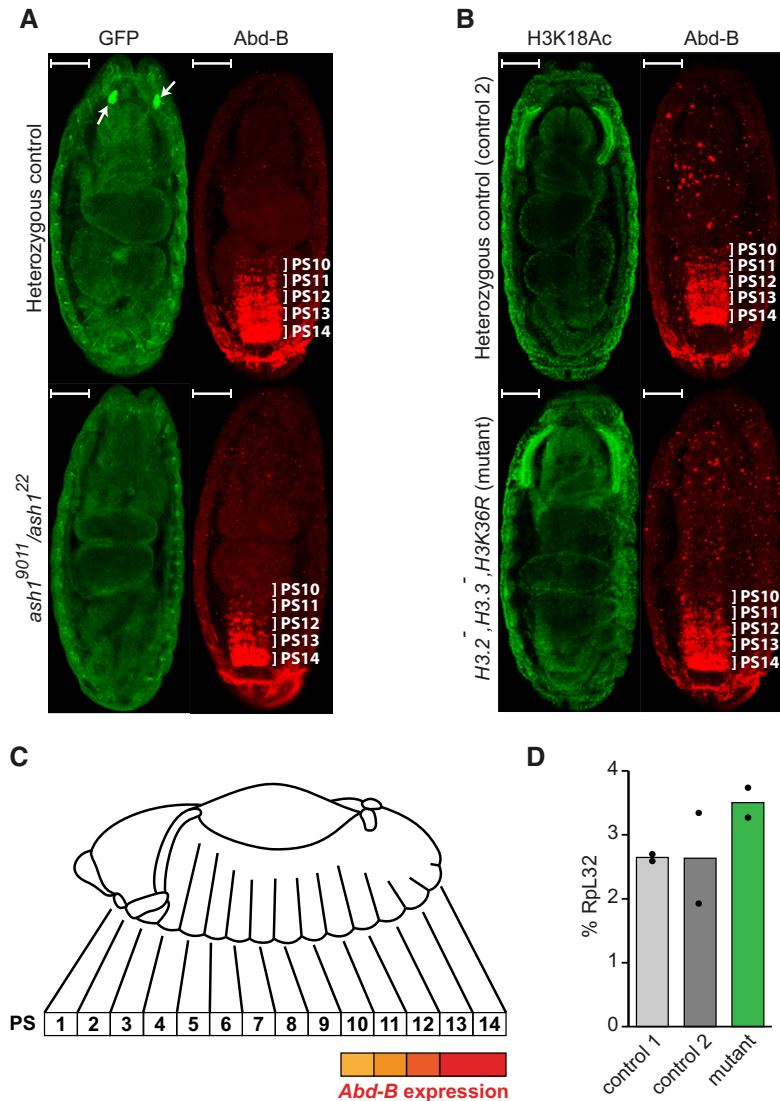 A
GFP
Abd-B
Heterozygous control
PS10
PS11
PS12
PS13
PS14
ash1^9011/ash1^22
PS10
PS11
PS12
PS13
PS14
B
H3K18Ac
Abd-B
Heterozygous control (control 2)
PS10
PS11
PS12
PS13
PS14
H3.2⁻, H3.3⁻, H3K36R (mutant)
PS10
PS11
PS12
PS13
PS14
C
PS 1 2 3 4 5 6 7 8 9 10 11 12 13 14
Abd-B expression
D
% RpL32
4
3
2
1
0
control 1
control 2
mutant